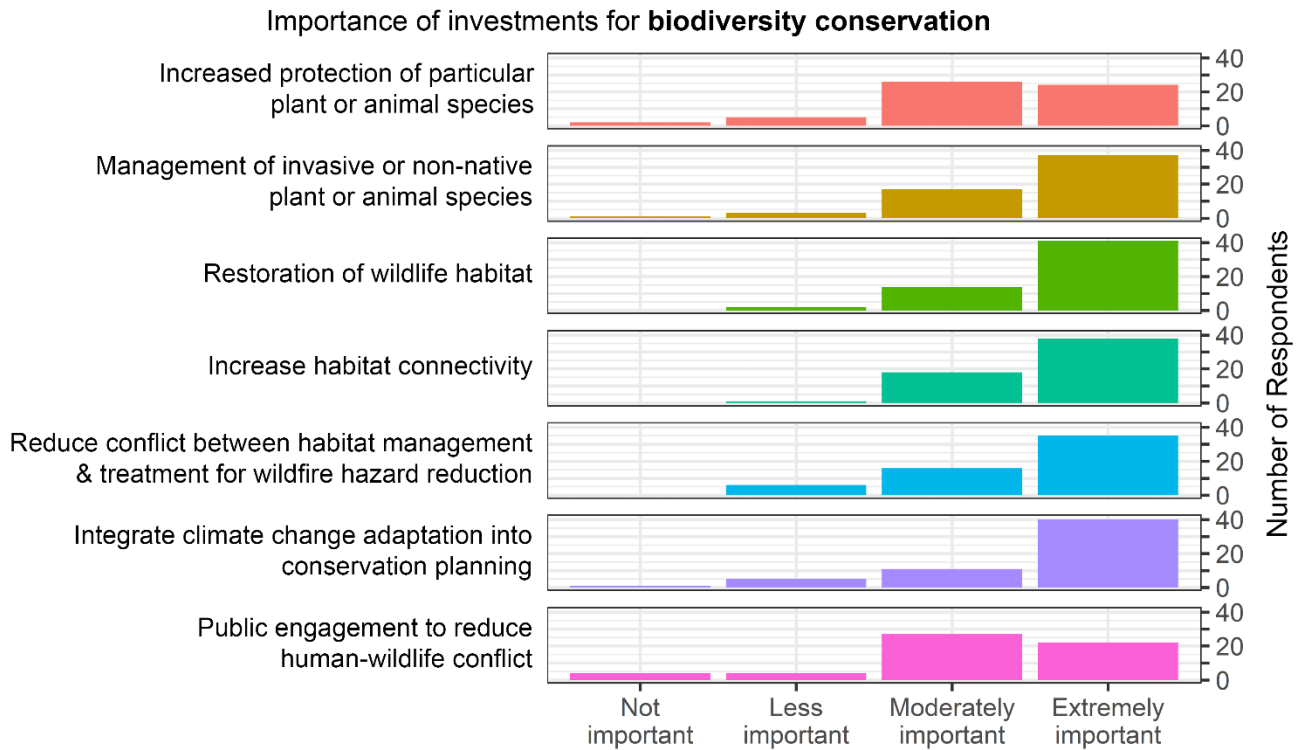 Importance of investments for biodiversity conservation
Increased protection of particular
plant or animal species
40
20
0
Management of invasive or non-native
plant or animal species
40
20
0
Restoration of wildlife habitat
40
20
0
Increase habitat connectivity
40
20
0
Reduce conflict between habitat management
& treatment for wildfire hazard reduction
40
20
0
Integrate climate change adaptation into
conservation planning
40
20
0
Public engagement to reduce
human-wildlife conflict
40
20
0
Number of Respondents
Not
important
Less
important
Moderately
important
Extremely
important